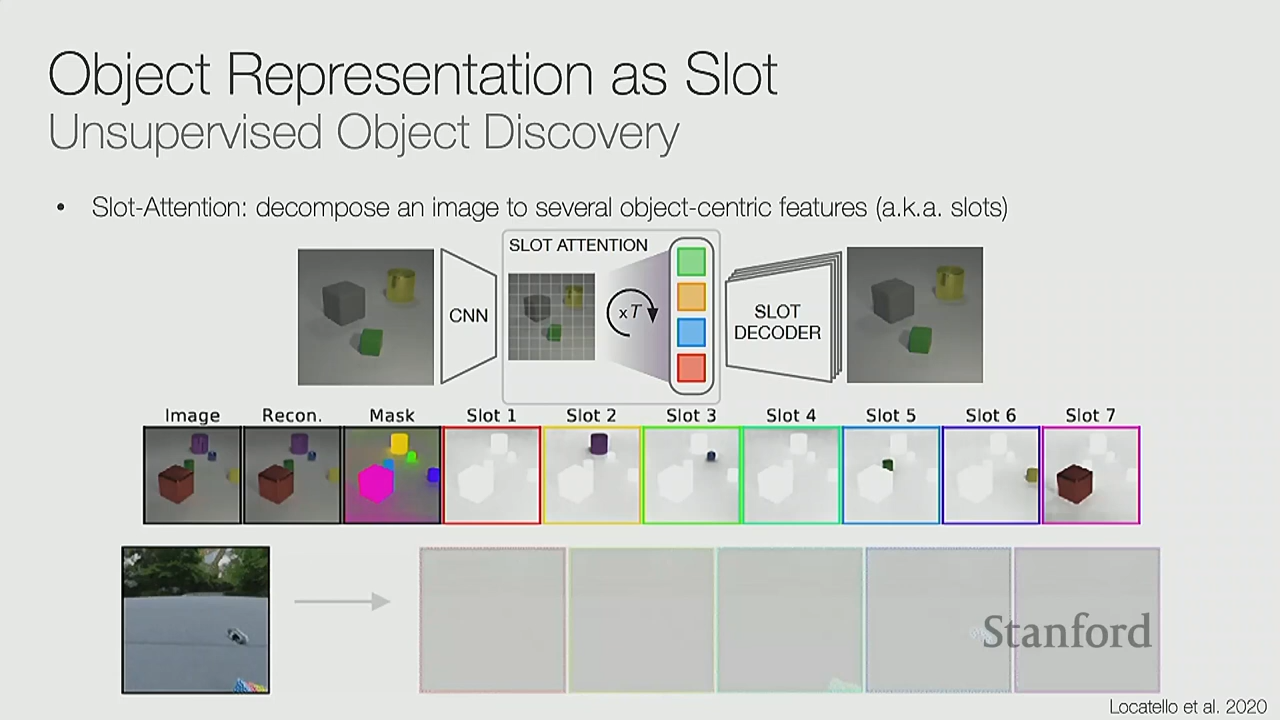 Object Representation as Slot
Unsupervised Object Discovery
• Slot-Attention: decompose an image to several object-centric features (a.k.a. slots)
SLOT ATTENTION
CNN
xT
SLOT
DECODER
Image Recon. Mask Slot 1 Slot 2 Slot 3 Slot 4 Slot 5 Slot 6 Slot 7
Stanford
Locatello et al. 2020